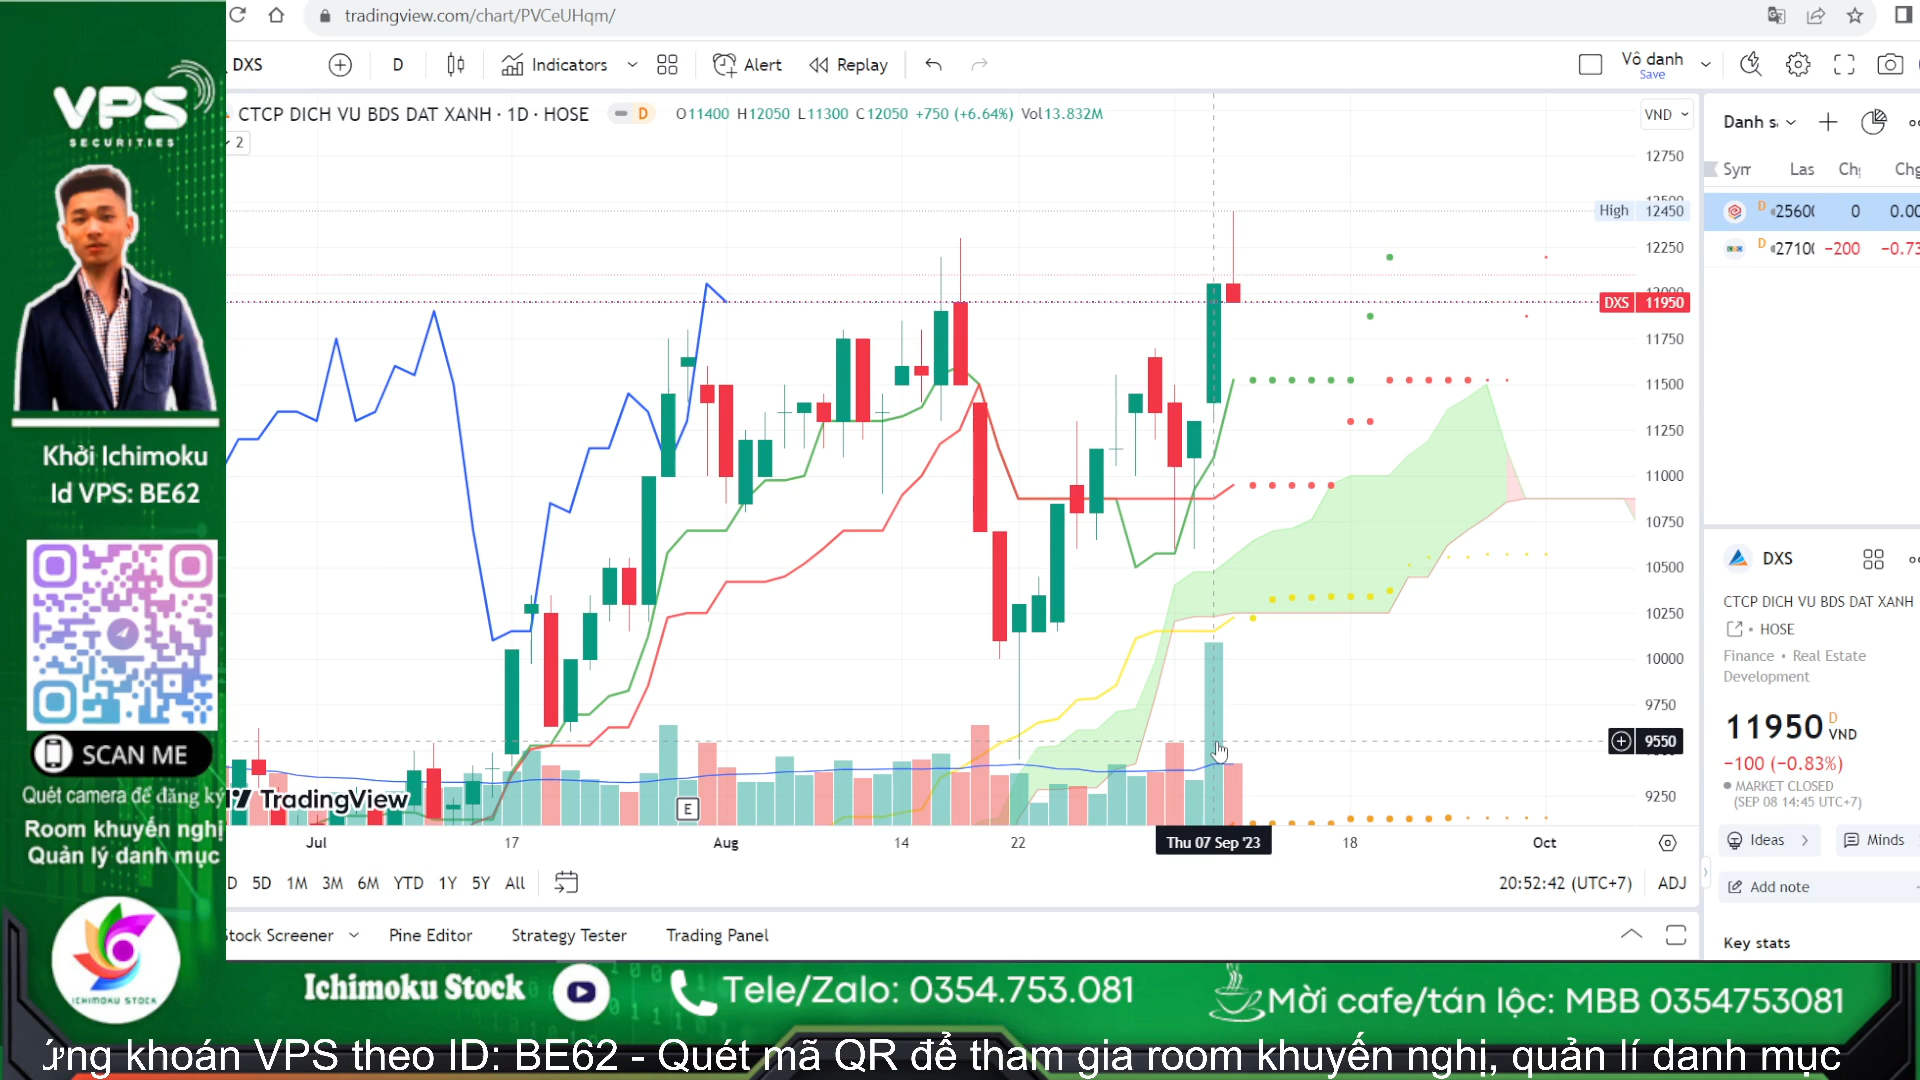 tradingview.com/chart/PVCeUHqm/
DXS
D
Indicators
Alert
Replay
Vô danh
Save
CTCP DICH VU BDS DAT XANH · 1D · HOSE
D
O11400 H12050 L11300 C12050 +750 (+6.64%) Vol13.832M
2
VND
12750
High 12450
12250
DXS 11950
11750
11500
11250
11000
10750
10500
10250
10000
9750
9550
9250
E
TradingView
Jul
17
Aug
14
22
Thu 07 Sep '23
18
Oct
D 5D 1M 3M 6M YTD 1Y 5Y All
20:52:42 (UTC+7)
ADJ
Stock Screener
Pine Editor
Strategy Tester
Trading Panel
Danh s
Sym Las Ch Chg
D 2560 0 0.00
D 2710 −200 −0.73
DXS
CTCP DICH VU BDS DAT XANH
HOSE
Finance • Real Estate
Development
11950 D VND
−100 (−0.83%)
MARKET CLOSED
(SEP 08 14:45 UTC+7)
Ideas
Minds
Add note
Key stats
VPS
SECURITIES
Khởi Ichimoku
Id VPS: BE62
SCAN ME
Quét camera để đăng ký
Room khuyến nghị
Quản lý danh mục
ICHIMOKU STOCK
Ichimoku Stock
Tele/Zalo: 0354.753.081
Mời cafe/tán lộc: MBB 0354753081
ứng khoán VPS theo ID: BE62 - Quét mã QR để tham gia room khuyến nghị, quản lí danh mục